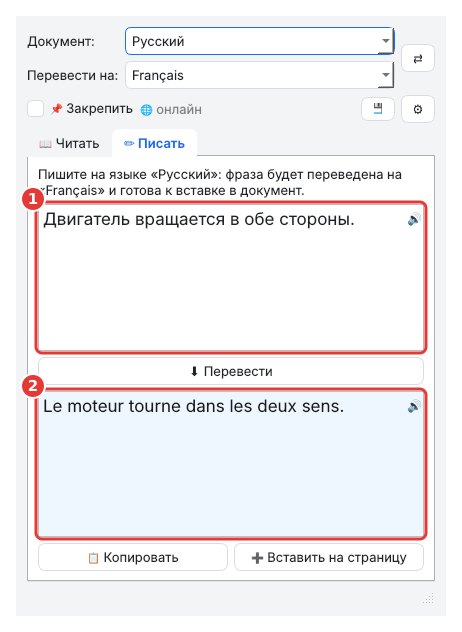 Документ: Русский
Перевести на: Français
Закрепить онлайн
Читать Писать
Пишите на языке «Русский»: фраза будет переведена на
«Français» и готова к вставке в документ.
1
Двигатель вращается в обе стороны.
Перевести
2
Le moteur tourne dans les deux sens.
Копировать Вставить на страницу